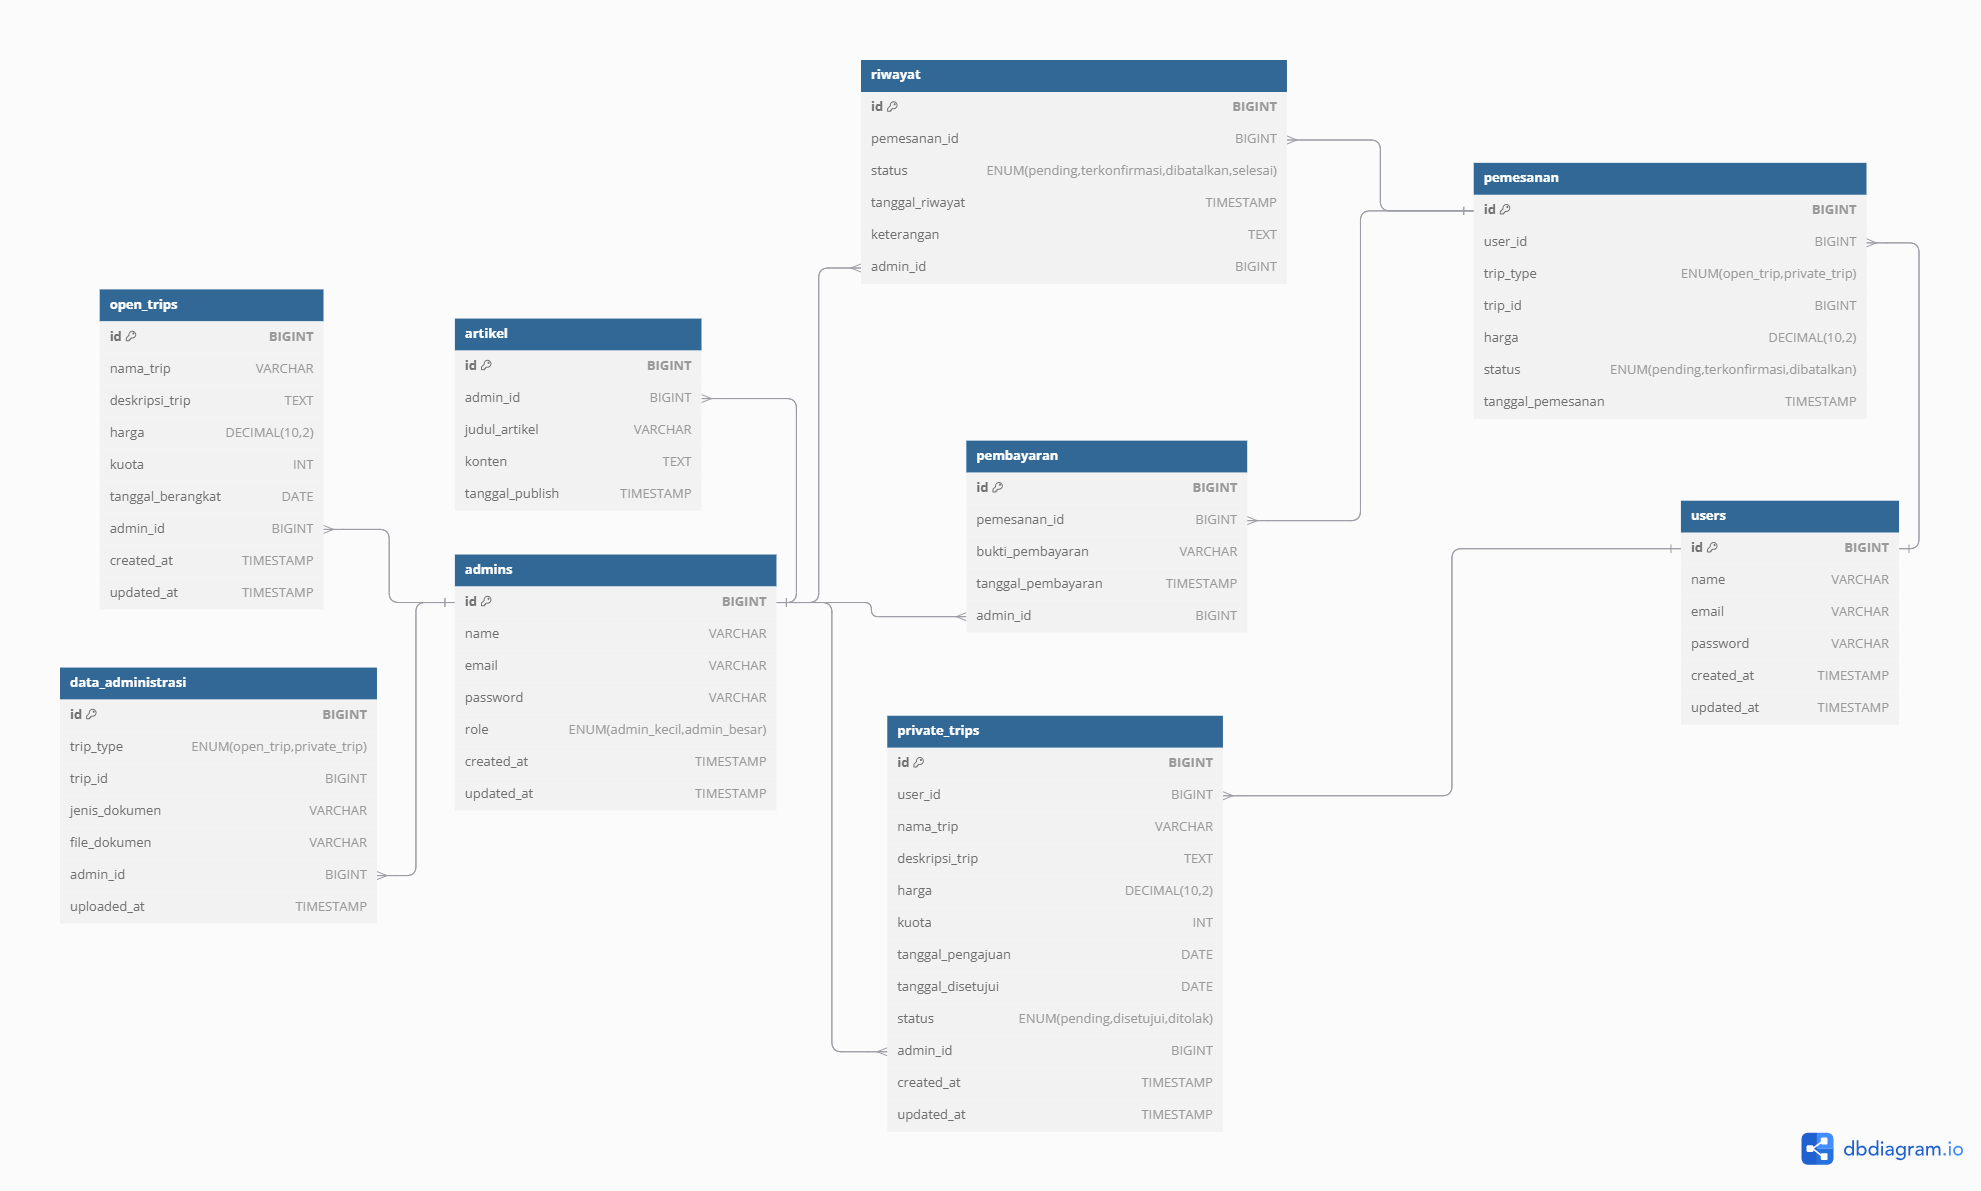 riwayat
id BIGINT
pemesanan_id BIGINT
status ENUM(pending,terkonfirmasi,dibatalkan,selesai)
tanggal_riwayat TIMESTAMP
keterangan TEXT
admin_id BIGINT
pemesanan
id BIGINT
user_id BIGINT
trip_type ENUM(open_trip,private_trip)
trip_id BIGINT
harga DECIMAL(10,2)
status ENUM(pending,terkonfirmasi,dibatalkan)
tanggal_pemesanan TIMESTAMP
open_trips
id BIGINT
nama_trip VARCHAR
deskripsi_trip TEXT
harga DECIMAL(10,2)
kuota INT
tanggal_berangkat DATE
admin_id BIGINT
created_at TIMESTAMP
updated_at TIMESTAMP
artikel
id BIGINT
admin_id BIGINT
judul_artikel VARCHAR
konten TEXT
tanggal_publish TIMESTAMP
pembayaran
id BIGINT
pemesanan_id BIGINT
bukti_pembayaran VARCHAR
tanggal_pembayaran TIMESTAMP
admin_id BIGINT
users
id BIGINT
name VARCHAR
email VARCHAR
password VARCHAR
created_at TIMESTAMP
updated_at TIMESTAMP
admins
id BIGINT
name VARCHAR
email VARCHAR
password VARCHAR
role ENUM(admin_kecil,admin_besar)
created_at TIMESTAMP
updated_at TIMESTAMP
data_administrasi
id BIGINT
trip_type ENUM(open_trip,private_trip)
trip_id BIGINT
jenis_dokumen VARCHAR
file_dokumen VARCHAR
admin_id BIGINT
uploaded_at TIMESTAMP
private_trips
id BIGINT
user_id BIGINT
nama_trip VARCHAR
deskripsi_trip TEXT
harga DECIMAL(10,2)
kuota INT
tanggal_pengajuan DATE
tanggal_disetujui DATE
status ENUM(pending,disetujui,ditolak)
admin_id BIGINT
created_at TIMESTAMP
updated_at TIMESTAMP
dbdiagram.io